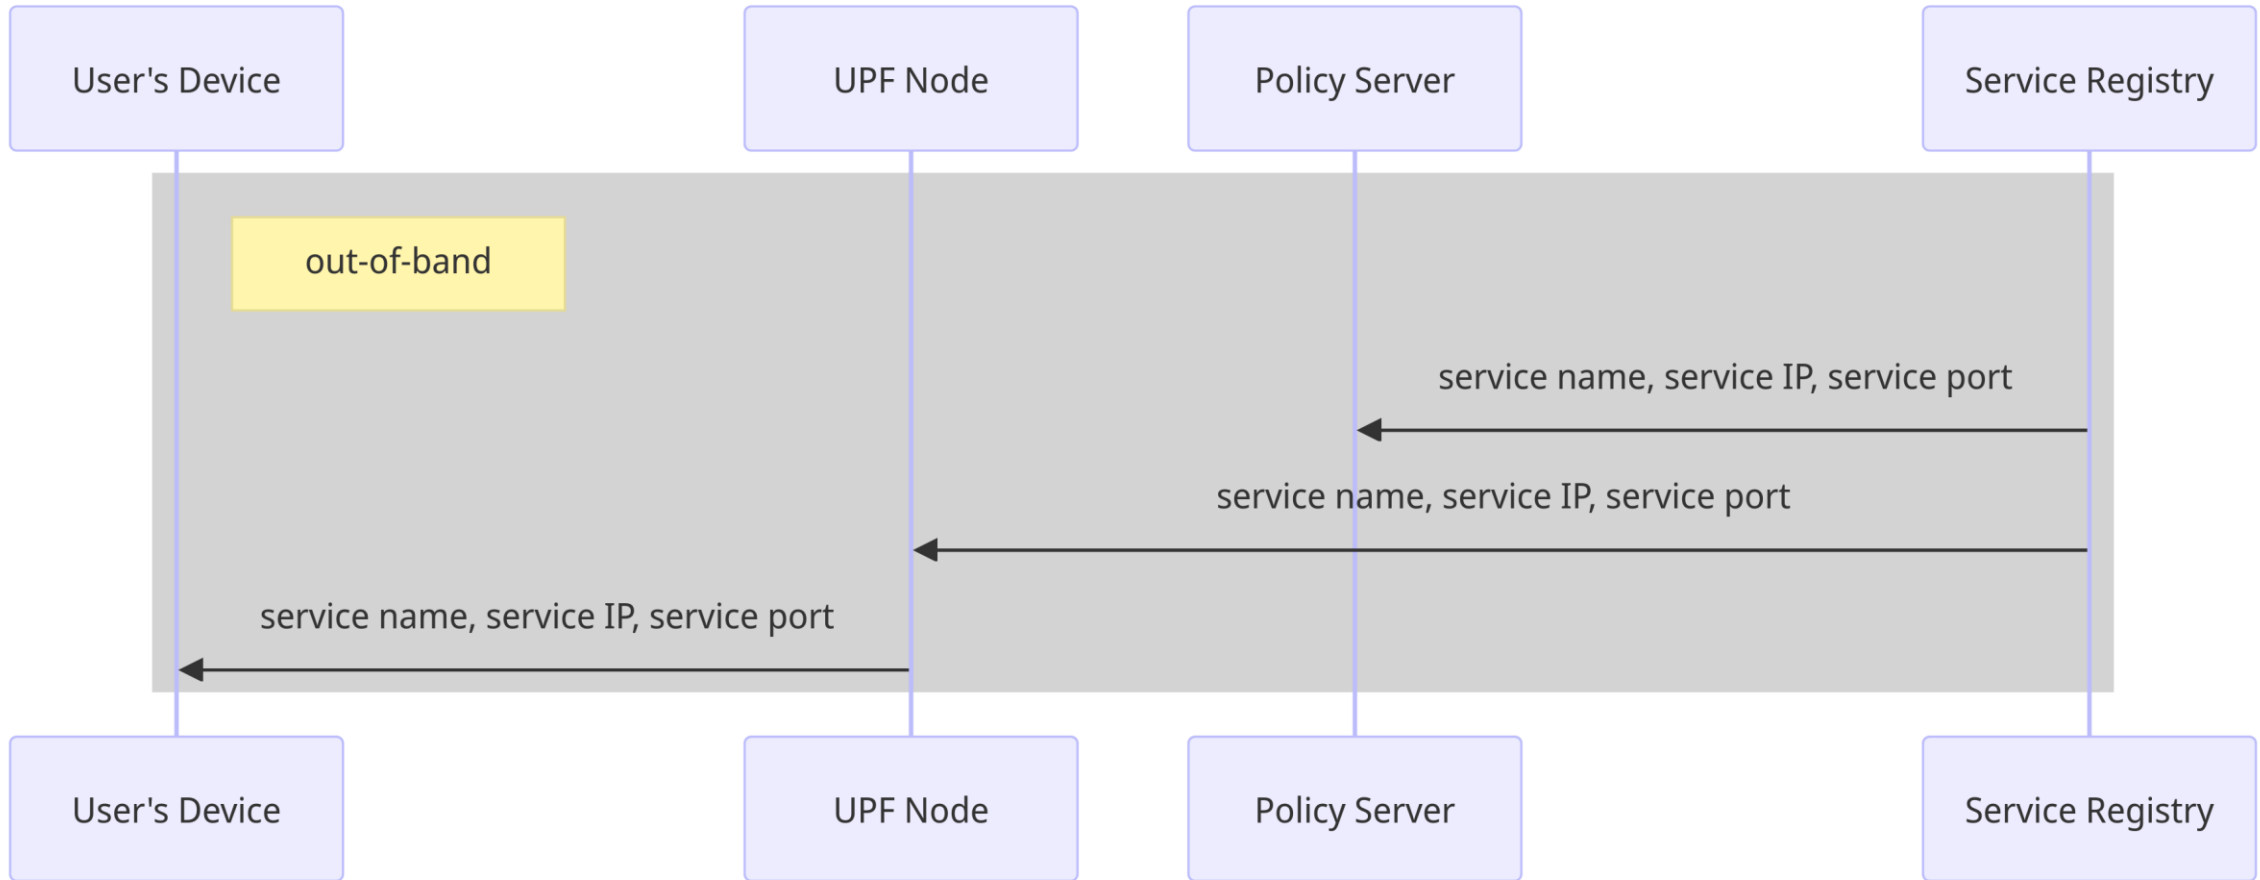 User's Device
UPF Node
Policy Server
Service Registry
out-of-band
service name, service IP, service port
service name, service IP, service port
service name, service IP, service port
User's Device
UPF Node
Policy Server
Service Registry